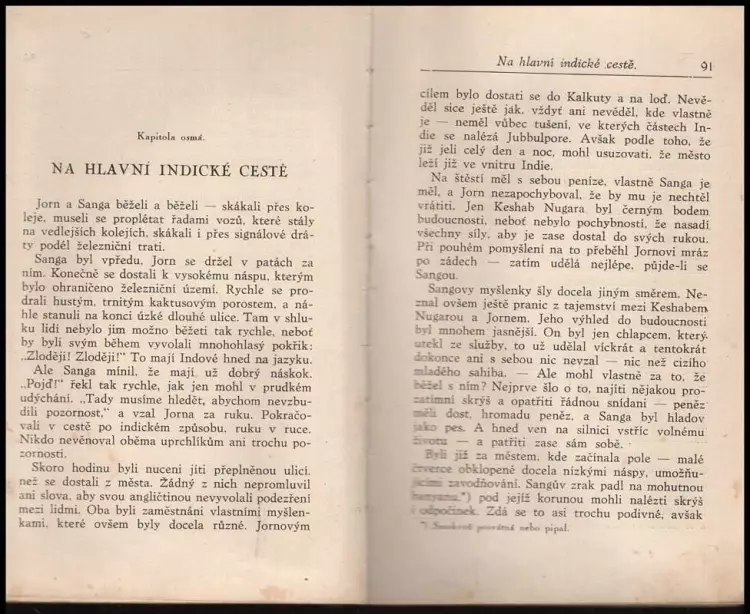 Kapitola osmá.
NA HLAVNÍ INDICKÉ CESTĚ
Jorn a Sanga běželi a běželi — skákali přes ko-
leje, museli se proplétat řadami vozů, které stály
na vedlejších kolejích, skákali i přes signálové drá-
ty podél železniční trati.
Sanga byl vpředu, Jorn se držel v patách za
ním. Konečně se dostali k vysokému náspu, kterým
bylo ohraničeno železniční území. Rychle se pro-
drali hustým, trnitým kaktusovým porostem, a ná-
hle stanuli na konci úzké dlouhé ulice. Tam v shlu-
ku lidí nebylo jim možno běžeti tak rychle, neboť
by byli svým během vyvolali mnohohlasý pokřik:
„Zloději! Zloději!“ To mají Indové hned na jazyku.
Ale Sanga mínil, že mají už dobrý náskok.
„Pojď!“ řekl tak rychle, jak jen mohl v prudkém
udýchání. „Tady musíme hledět, abychom nevzbu-
dili pozornost,“ a vzal Jorna za ruku. Pokračo-
vali v cestě po indickém způsobu, ruku v ruce.
Nikdo nevěnoval oběma uprchlíkům ani trochu po-
zornosti.
Skoro hodinu byli nuceni jíti přeplněnou ulicí,
než se dostali z města. Žádný z nich nepromluvil
ani slova, aby svou angličtinou nevyvolali podezření
mezi lidmi. Oba byli zaměstnáni vlastními myšlen-
kami, které ovšem byly docela různé. Jornovým
Na hlavní indické cestě. 91
cílem bylo dostati se do Kalkuty a na loď. Nevě-
děl sice ještě jak, vždyť ani nevěděl, kde vlastně
je — neměl vůbec tušení, ve kterých částech In-
die se nalézá Jubbulpore. Avšak podle toho, že
již jeli celý den a noc, mohl usuzovati, že město
leží již ve vnitru Indie.
Na štěstí měl s sebou peníze, vlastně Sanga je
měl, a Jorn nezapochyboval, že by mu je nechtěl
vrátiti. Jen Keshab Nugara byl černým bodem
budoucnosti, neboť nebylo pochybností, že nasadí
všechny síly, aby je zase dostal do svých rukou.
Při pouhém pomyšlení na to přeběhl Jornovi mráz
po zádech — zatím udělá nejlépe, půjde-li se
Sangou.
Sangovy myšlenky šly docela jiným směrem. Ne-
znal ovšem ještě pranic z tajemství mezi Keshabem
Nugarou a Jornem. Jeho výhled do budoucnosti
byl mnohem jasnější. On byl jen chlapcem, který
utekl ze služby, to už udělal víckrát a tentokrát
dokonce ani s sebou nic nevzal — nic než cizího
mladého sahiba. — Ale mohl vlastně za to, že
běžel s ním? Nejprve šlo o to, najíti nějakou pro-
zatimní skrýš a opatřiti řádnou snídani — peněz
měli dost, hromadu peněz, a Sanga byl hladov
jako pes. A hned ven na silnici vstříc volnému
životu — a patřiti zase sám sobě.
Byli již za městem, kde začínala pole — malé
čtverce obklopené docela nízkými náspy, umožňu-
jícími zavodňování. Sangův zrak padl na mohutnou
banyanu*) pod jejíž korunou mohli nalézti skrýš
i odpočinek. Zdá se to asi trochu podivné, avšak
*) Smokroň nebo pipal.